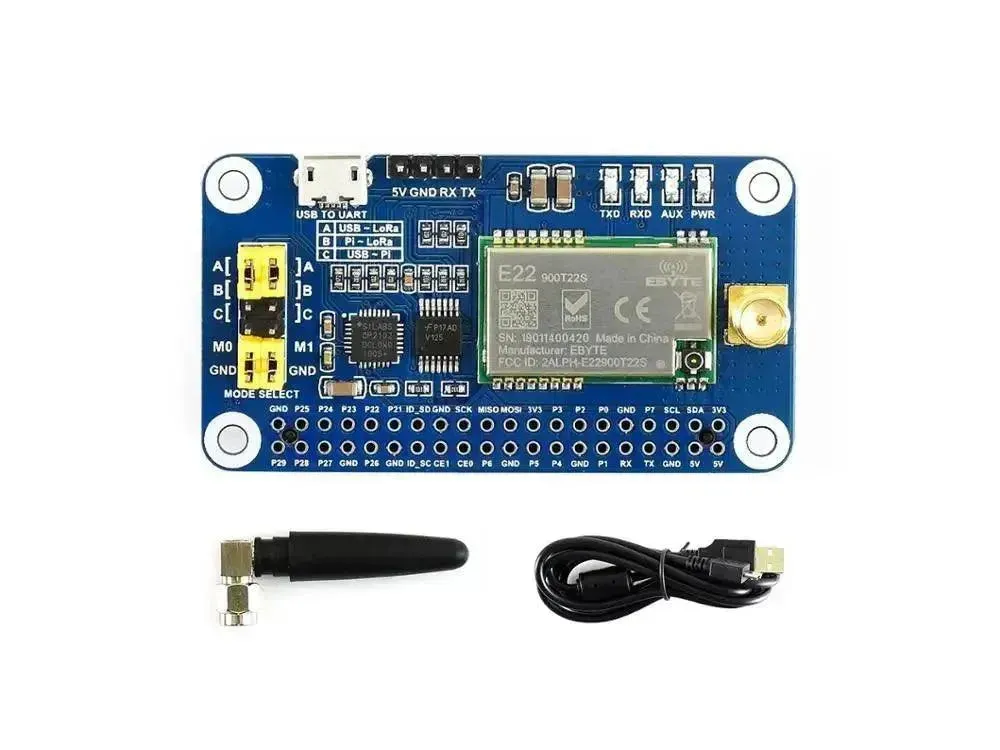 5V GND RX TX
TXD RXD AUX PWR
USB TO UART
A USB ~ LoRa
B Pi ~ LoRa
C USB ~ Pi
A[ ]A
B[ ]B
C[ ]C
M0 M1
GND GND
MODE SELECT
SILABS
CP2102
P17AD
V125
E22 900T22S
EBYTE
RoHS
CE
SN: 19011400420 Made in China
Manufacturer: EBYTE
FCC ID: 2ALPH-E22900T22S
GND P25 P24 P23 P22 P21 ID_SD GND SCK MISO MOSI 3V3 P3 P2 P0 GND P7 SCL SDA 3V3
P29 P28 P27 GND P26 GND ID_SC CE1 CE0 P6 GND P5 P4 GND P1 RX TX GND 5V 5V